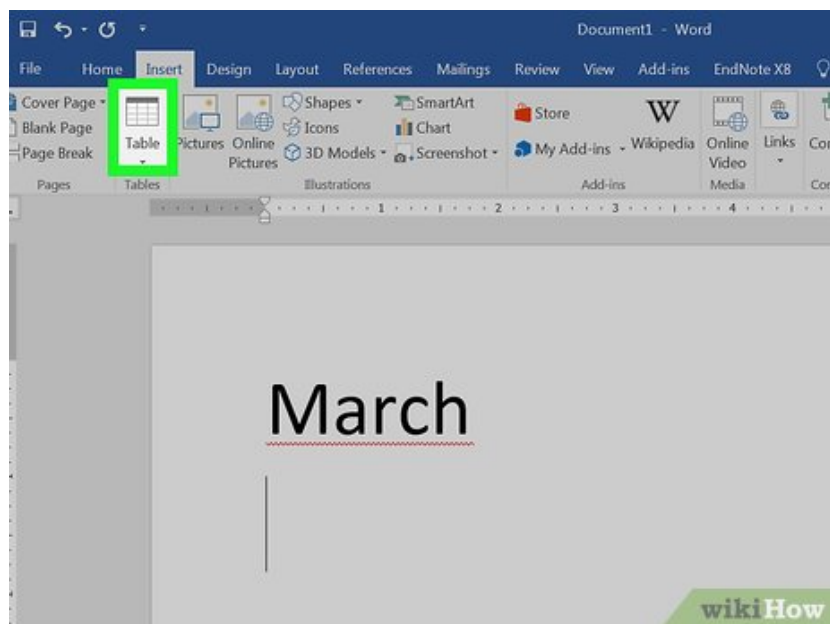 Document1 - Word
File Home Insert Design Layout References Mailings Review View Add-ins EndNote X8
Cover Page
Blank Page
Page Break
Pages
Table
Tables
Pictures
Online
Pictures
Shapes
Icons
3D Models
SmartArt
Chart
Screenshot
Illustrations
Store
My Add-ins
W
Wikipedia
Add-ins
Online
Video
Media
Links
1 2 3 4
March
wikiHow